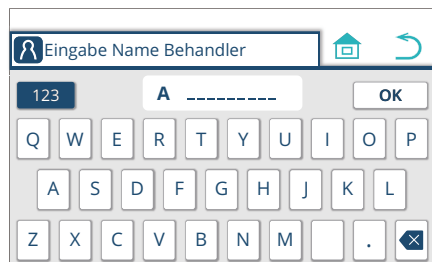 Eingabe Name Behandler
123 A _________ OK
Q W E R T Y U I O P
A S D F G H J K L
Z X C V B N M .